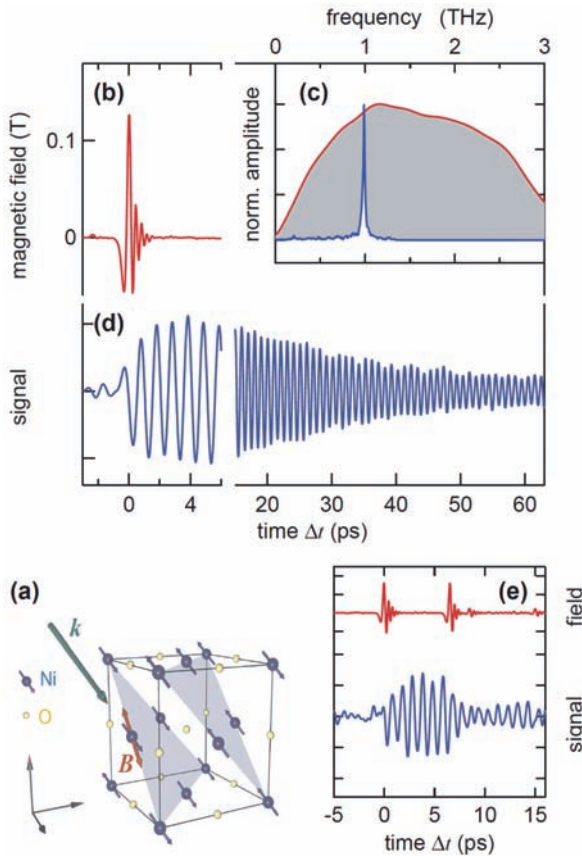 frequency (THz)
0 1 2 3
(b)
(c)
magnetic field (T)
0.1
0
norm. amplitude
(d)
signal
0 4 20 30 40 50 60
time Δt (ps)
(a)
k
Ni
O
B
(e)
field
signal
-5 0 5 10 15
time Δt (ps)